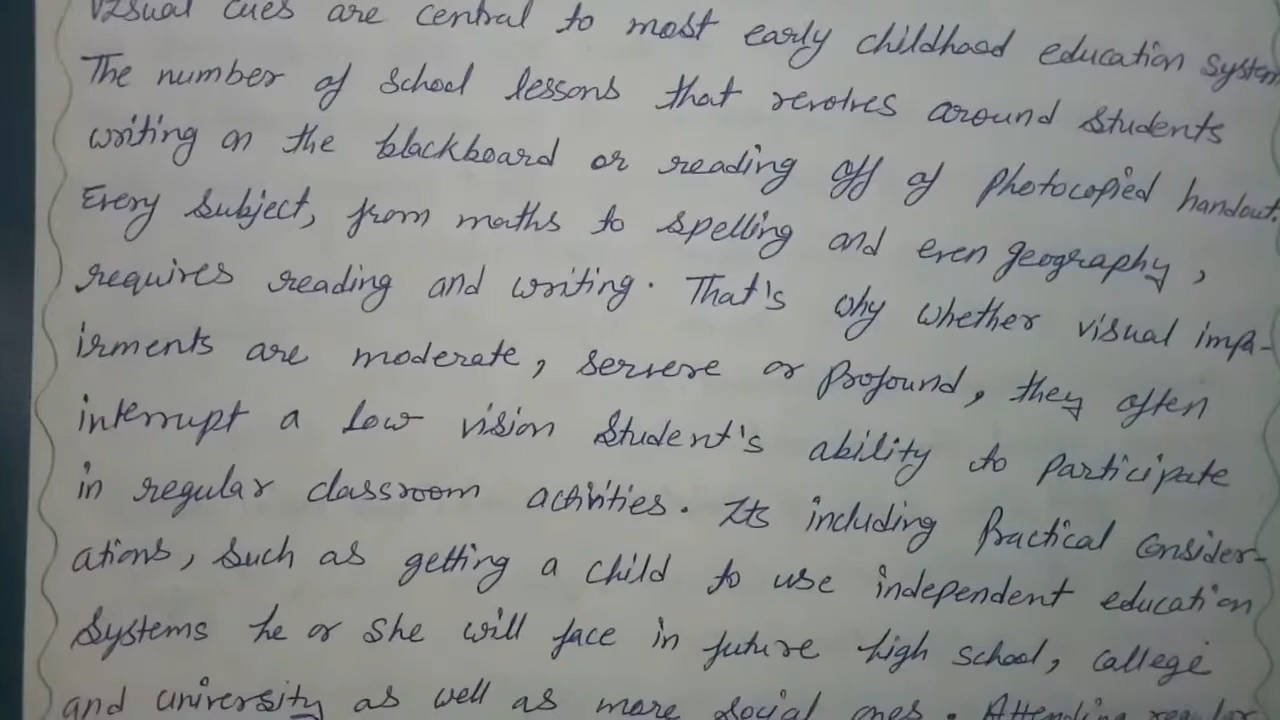 Visual cues are central to most early childhood education system
The number of school lessons that revolves around students
writing on the blackboard or reading off of photocopied handout.
Every subject, from maths to spelling and even geography,
requires reading and writing. That's why whether visual impa-
irments are moderate, servere or profound, they often
interrupt a low vision student's ability to participate
in regular classroom activities. Its including practical consider-
ations, such as getting a child to use independent education
systems he or she will face in future high school, college
and university as well as more social ones. Attending regular